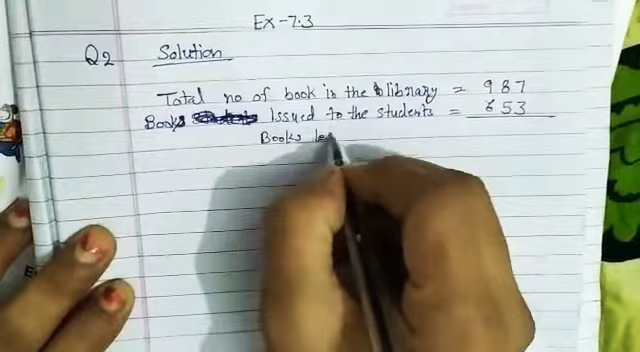 Ex-7.3
Q2 Solution
Total no of book in the library = 987
Books Issued to the students = 653
Books le